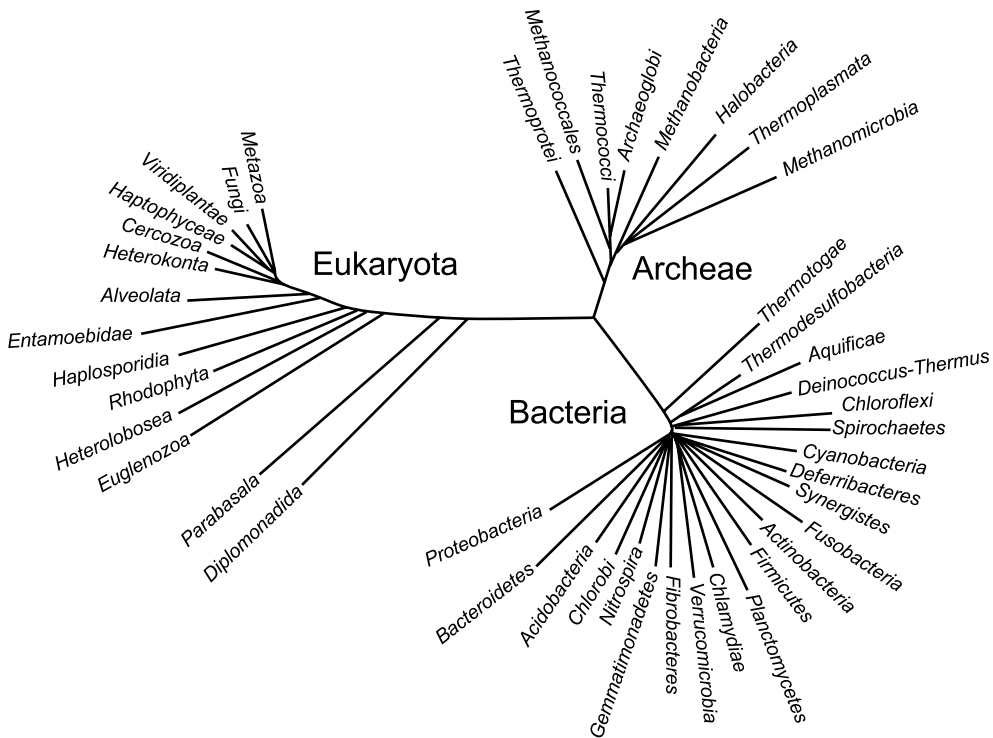 Eukaryota
Metazoa
Fungi
Viridiplantae
Haptophyceae
Cercozoa
Heterokonta
Alveolata
Entamoebidae
Haplosporidia
Rhodophyta
Heterolobosea
Euglenozoa
Parabasala
Diplomonadida
Archeae
Thermoprotei
Methanococcales
Thermococci
Archaeoglobi
Methanobacteria
Halobacteria
Thermoplasmata
Methanomicrobia
Bacteria
Thermotogae
Thermodesulfobacteria
Aquificae
Deinococcus-Thermus
Chloroflexi
Spirochaetes
Cyanobacteria
Deferribacteres
Synergistes
Fusobacteria
Actinobacteria
Firmicutes
Planctomycetes
Chlamydiae
Verrucomicrobia
Fibrobacteres
Gemmatimonadetes
Nitrospira
Chlorobi
Acidobacteria
Bacteroidetes
Proteobacteria